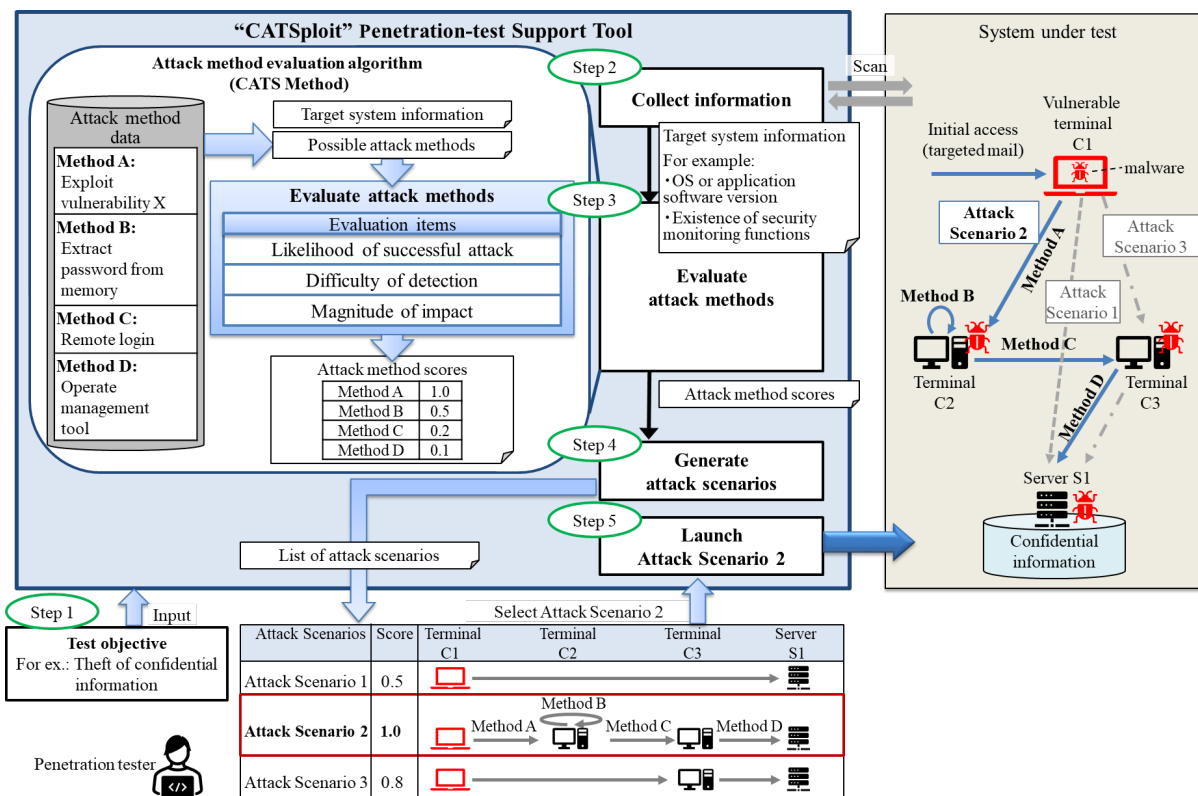 “CATSploit” Penetration-test Support Tool
Attack method evaluation algorithm
(CATS Method)
Attack method
data
Method A:
Exploit
vulnerability X
Method B:
Extract
password from
memory
Method C:
Remote login
Method D:
Operate
management
tool
Target system information
Possible attack methods
Evaluate attack methods
Evaluation items
Likelihood of successful attack
Difficulty of detection
Magnitude of impact
Attack method scores
Method A 1.0
Method B 0.5
Method C 0.2
Method D 0.1
Step 2
Collect information
Target system information
For example:
・OS or application
software version
・Existence of security
monitoring functions
Step 3
Evaluate
attack methods
Attack method scores
Step 4
Generate
attack scenarios
Step 5
Launch
Attack Scenario 2
List of attack scenarios
Scan
System under test
Initial access
(targeted mail)
Vulnerable
terminal
C1
malware
Attack
Scenario 2
Method A
Attack
Scenario 3
Attack
Scenario 1
Method B
Method C
Terminal
C2
Terminal
C3
Method D
Server S1
Confidential
information
Step 1
Input
Test objective
For ex.: Theft of confidential
information
Penetration tester
</>
Select Attack Scenario 2
Attack Scenarios Score Terminal Terminal Terminal Server
C1 C2 C3 S1
Attack Scenario 1 0.5
Method B
Attack Scenario 2 1.0 Method A Method C Method D
Attack Scenario 3 0.8